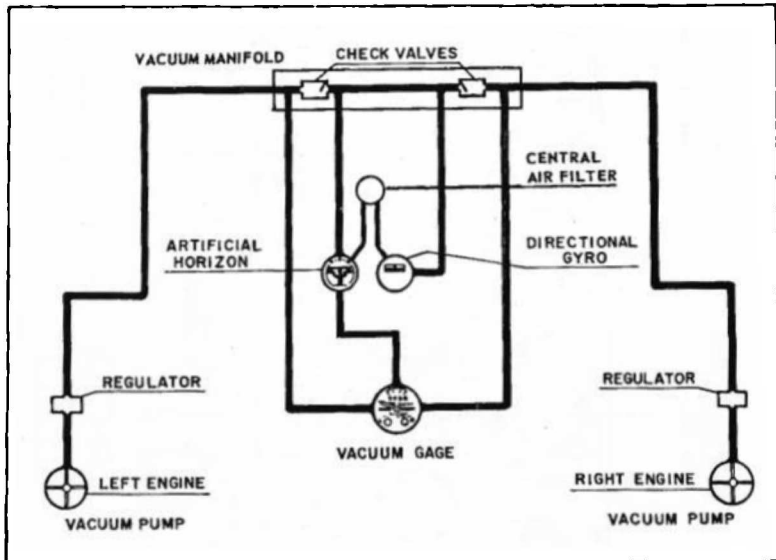 VACUUM MANIFOLD
CHECK VALVES
CENTRAL
AIR FILTER
ARTIFICIAL
HORIZON
DIRECTIONAL
GYRO
REGULATOR
REGULATOR
VACUUM GAGE
LEFT ENGINE
RIGHT ENGINE
VACUUM PUMP
VACUUM PUMP